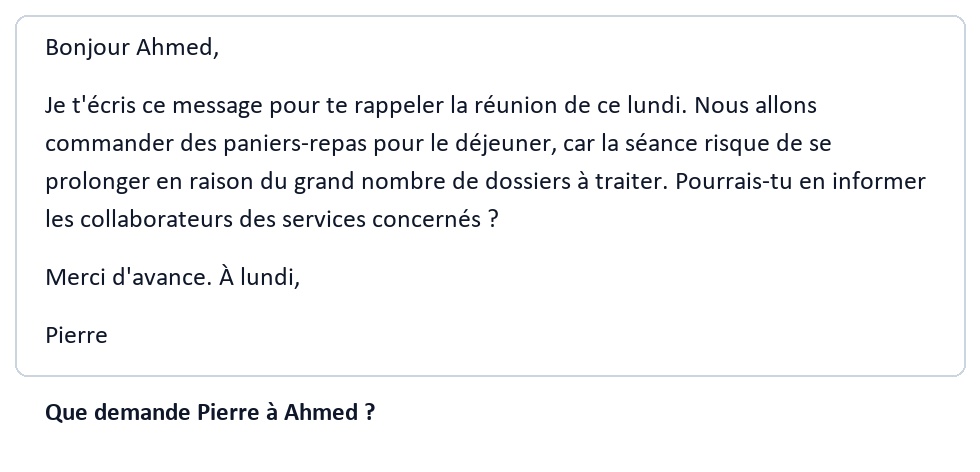 Bonjour Ahmed,
Je t'écris ce message pour te rappeler la réunion de ce lundi. Nous allons
commander des paniers-repas pour le déjeuner, car la séance risque de se
prolonger en raison du grand nombre de dossiers à traiter. Pourrais-tu en informer
les collaborateurs des services concernés ?
Merci d'avance. À lundi,
Pierre
Que demande Pierre à Ahmed ?